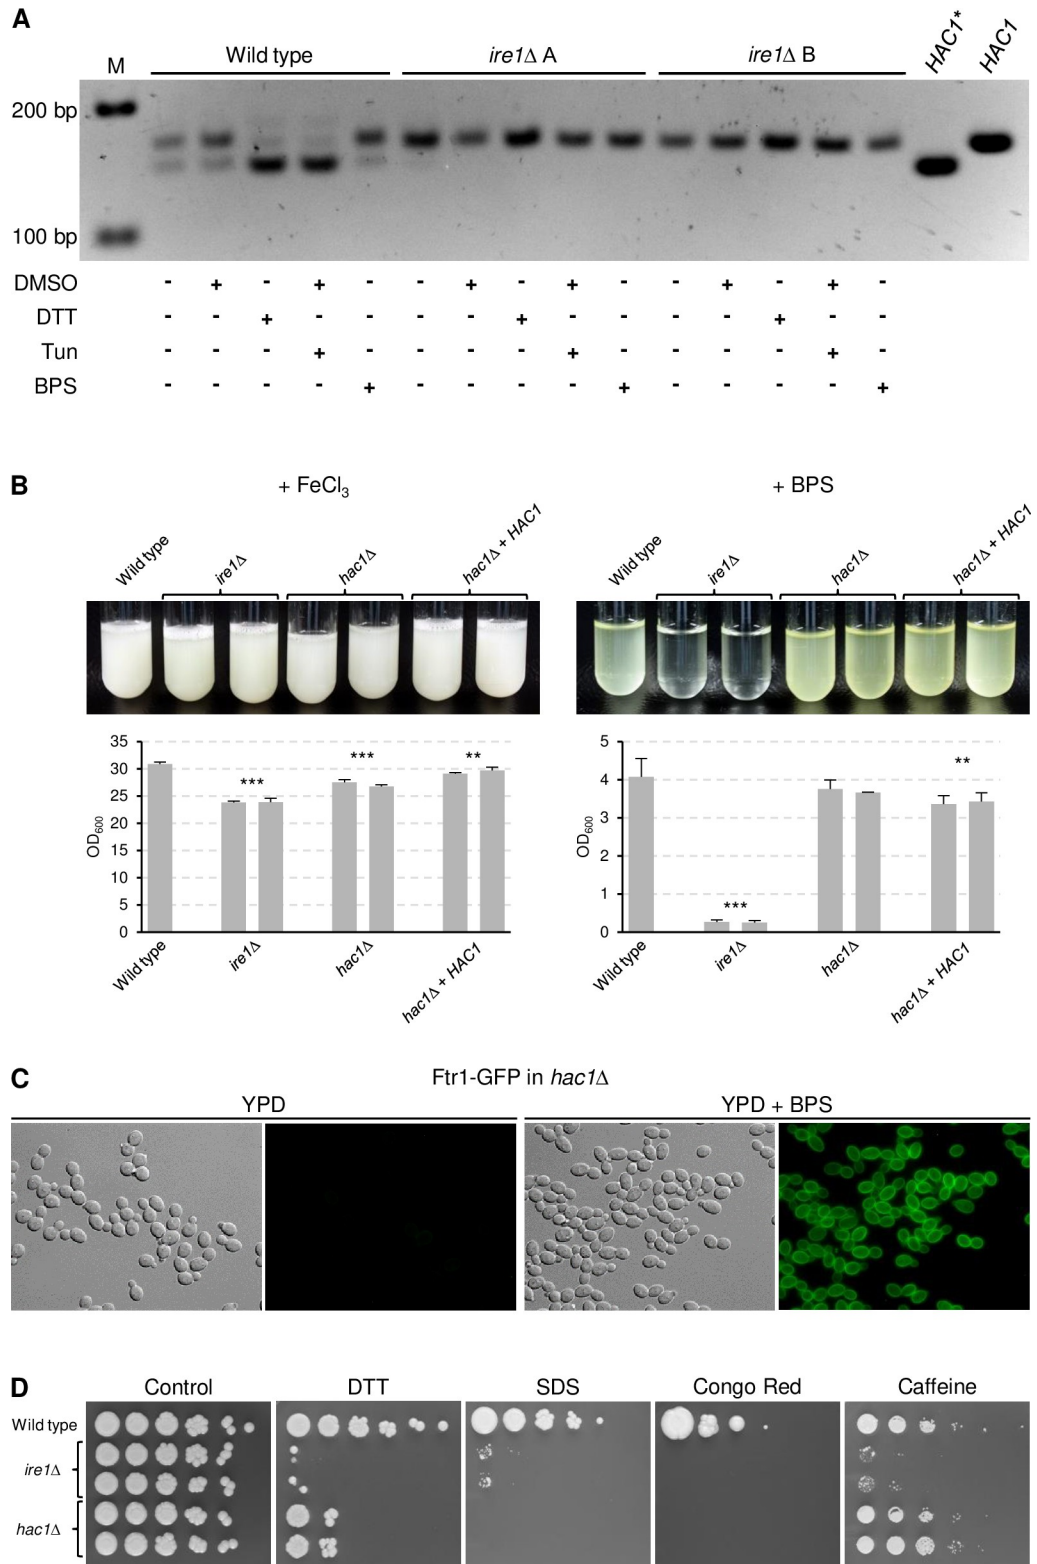 A
M
Wild type
ire1Δ A
ire1Δ B
HAC1*
HAC1
200 bp
100 bp
DMSO - + - + - - + - + - - + - + -
DTT - - + - - - - + - - - - + - -
Tun - - - + - - - - + - - - - + -
BPS - - - - + - - - - + - - - - +
B
+ FeCl3
+ BPS
Wild type
ire1Δ
hac1Δ
hac1Δ + HAC1
Wild type
ire1Δ
hac1Δ
hac1Δ + HAC1
35
30
25
20
15
10
5
0
OD600
***
***
**
Wild type
ire1Δ
hac1Δ
hac1Δ + HAC1
5
4
3
2
1
0
OD600
***
**
Wild type
ire1Δ
hac1Δ
hac1Δ + HAC1
C
Ftr1-GFP in hac1Δ
YPD
YPD + BPS
D
Control
DTT
SDS
Congo Red
Caffeine
Wild type
ire1Δ
hac1Δ